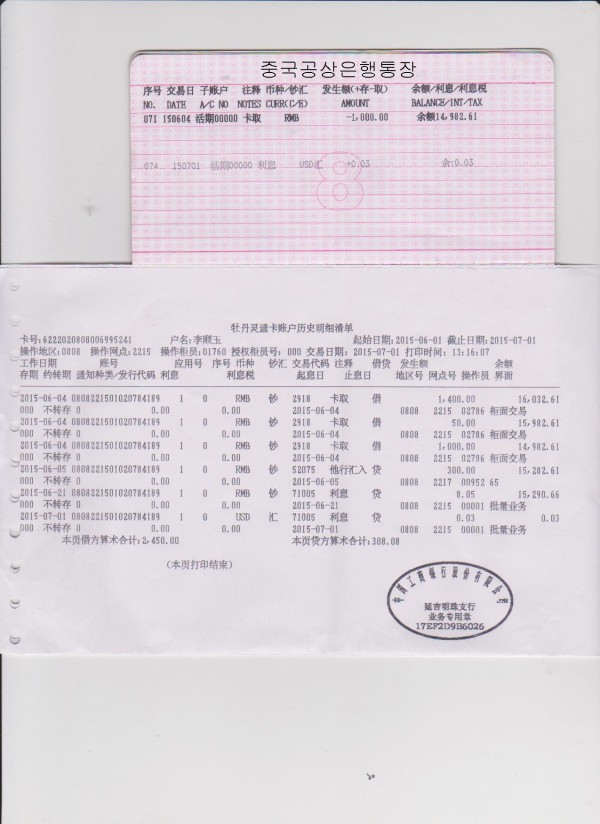 중국공상은행통장
序号 交易日 子账户 注释 币种/钞汇 发生额(+存-取) 余额/利息/利息税
NO. DATE A/C NO NOTES CURR(C/E) AMOUNT BALANCE/INT/TAX
071 150604 活期00000 卡取 RMB -1,000.00 余额14,982.61
074 150701 活期00000 利息 USD汇 +0.03 余:0.03
牡丹灵通卡账户历史明细清单
卡号:6222020808006995241 户名:李顺玉 起始日期:2015-06-01 截止日期:2015-07-01
操作地区:0808 操作网点:2215 操作柜员:01760 授权柜员号: 000 交易日期:2015-07-01 打印时间: 13:16:07
工作日期 账号 应用号 序号 币种 钞汇 交易代码 注释 借贷 发生额 余额
存期 约转期 通知种类/发行代码 利息 利息税 起息日 止息日 地区号 网点号 操作员 界面
2015-06-04 0808221501020784189 1 0 RMB 钞 2918 卡取 借 1,400.00 16,032.61
000 不转存 0 0.00 0.00 2015-06-04 0808 2215 02786 柜面交易
2015-06-04 0808221501020784189 1 0 RMB 钞 2918 卡取 借 50.00 15,982.61
000 不转存 0 0.00 0.00 2015-06-04 0808 2215 02786 柜面交易
2015-06-04 0808221501020784189 1 0 RMB 钞 2918 卡取 借 1,000.00 14,982.61
000 不转存 0 0.00 0.00 2015-06-04 0808 2215 02786 柜面交易
2015-06-05 0808221501020784189 1 0 RMB 钞 52075 他行汇入 贷 300.00 15,282.61
000 不转存 0 0.00 0.00 2015-06-05 0808 2217 00952 65
2015-06-21 0808221501020784189 1 0 RMB 钞 71005 利息 贷 8.05 15,290.66
000 不转存 0 0.00 0.00 2015-06-21 0808 2215 00001 批量业务
2015-07-01 0808221501020784189 1 0 USD 汇 71005 利息 贷 0.03 0.03
000 不转存 0 0.00 0.00 2015-07-01 0808 2215 00001 批量业务
本页借方算术合计:2,450.00 本页贷方算术合计:308.08
(本页打印结束)
中国工商银行股份有限公司
延吉明珠支行
业务专用章
17EF2D9B6026